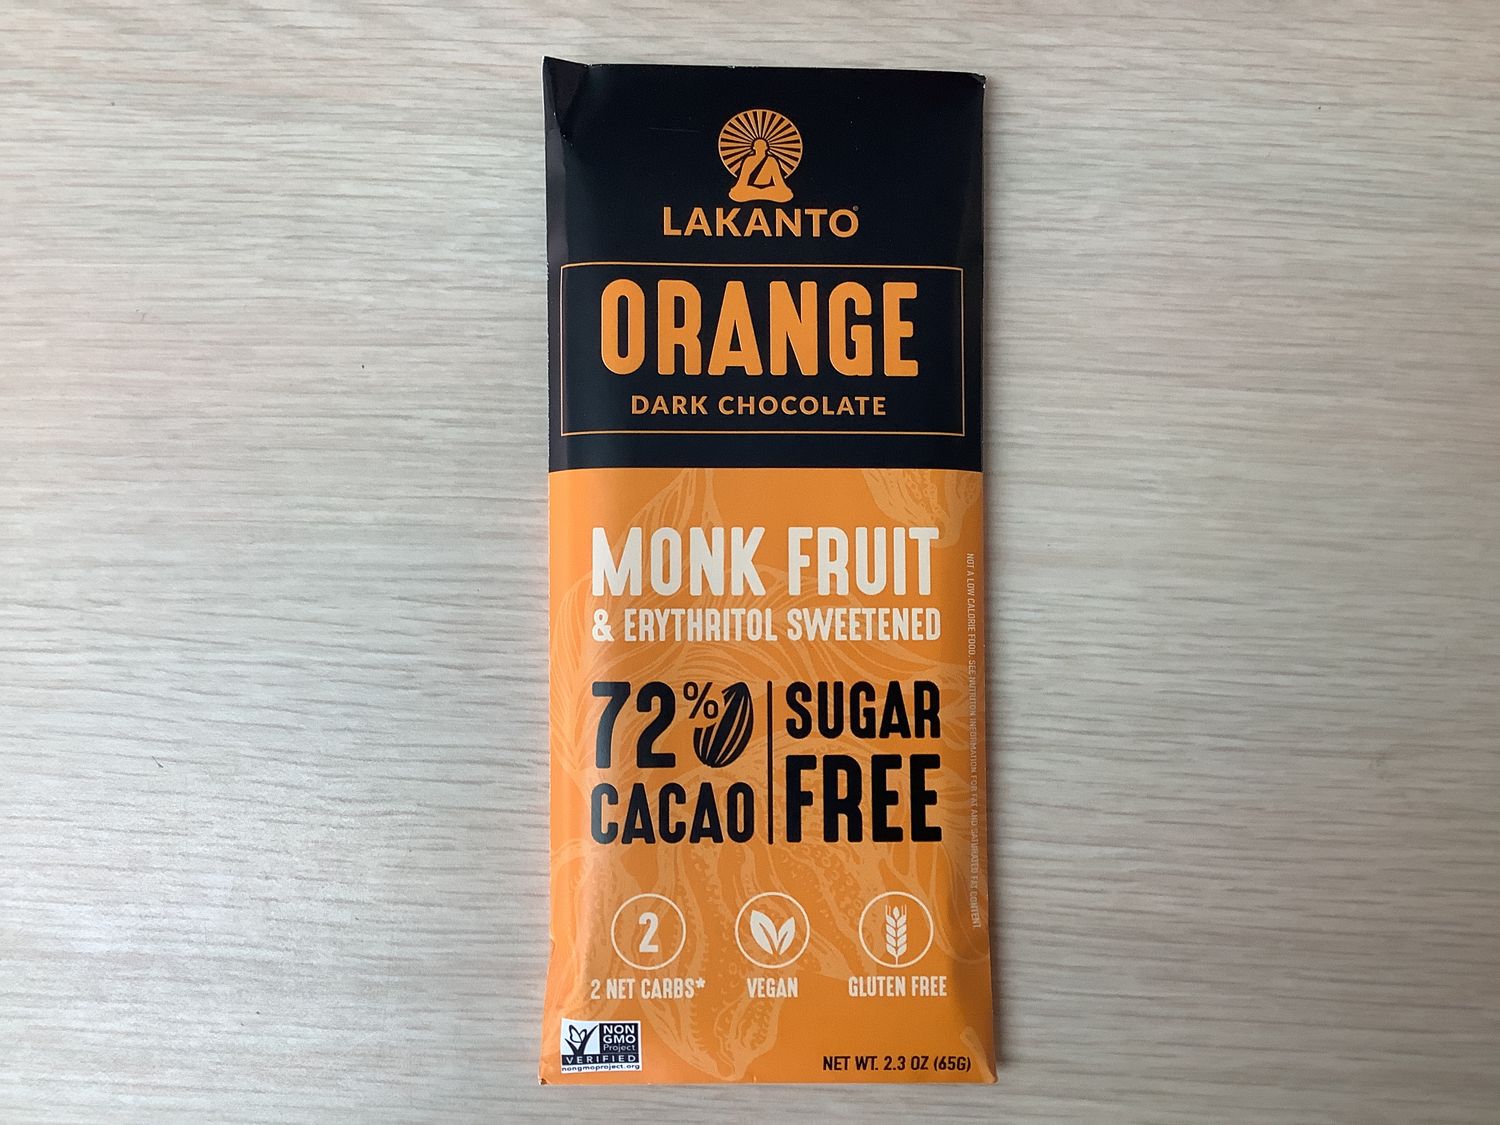 LAKANTO®
ORANGE
DARK CHOCOLATE
MONK FRUIT
& ERYTHRITOL SWEETENED
72%
CACAO
SUGAR
FREE
NOT A LOW CALORIE FOOD. SEE NUTRITON INFORMATION FOR FAT AND SATURATED FAT CONTENT.
2
2 NET CARBS*
VEGAN
GLUTEN FREE
NON
GMO
Project
VERIFIED
nongmoproject.org
NET WT. 2.3 OZ (65G)